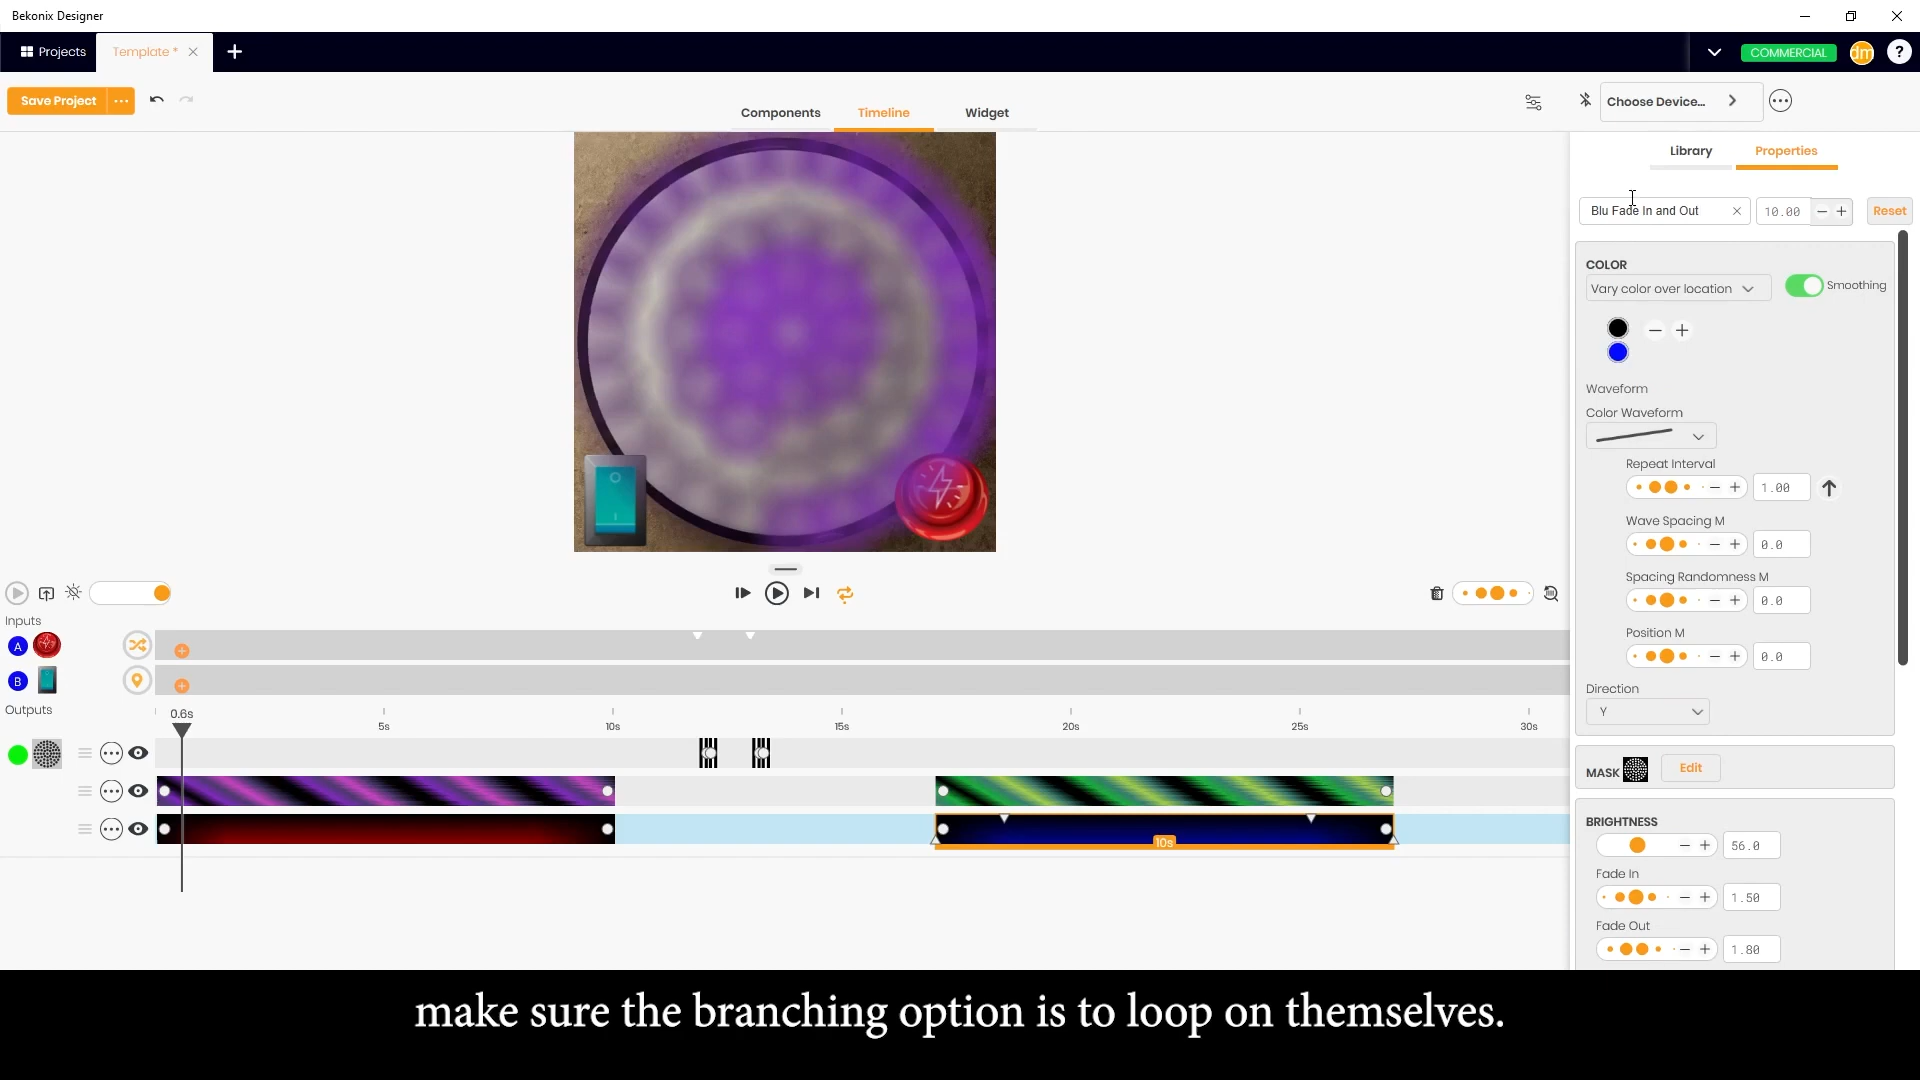 Bekonix Designer
Projects
Template *
COMMERCIAL
dm
?
Save Project
Components
Timeline
Widget
Choose Device...
Library
Properties
Blu Fade In and Out
10.00
Reset
COLOR
Vary color over location
Smoothing
Waveform
Color Waveform
Repeat Interval
1.00
Wave Spacing M
0.0
Spacing Randomness M
0.0
Position M
0.0
Direction
Y
MASK
Edit
BRIGHTNESS
56.0
Fade In
1.50
Fade Out
1.80
Inputs
A
B
Outputs
0.6s
5s
10s
15s
20s
25s
30s
10s
make sure the branching option is to loop on themselves.